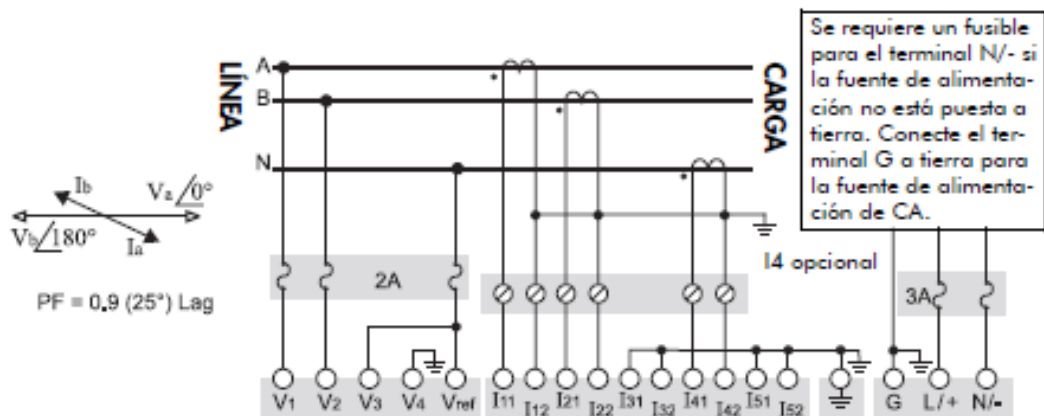 Se requiere un fusible
para el terminal N/- si
la fuente de alimenta-
ción no está puesta a
tierra. Conecte el ter-
minal G a tierra para
la fuente de alimenta-
ción de CA.
LÍNEA
A
B
N
CARGA
Ib
Va/0°
Vb/180°
Ia
PF = 0.9 (25°) Lag
2A
I4 opcional
3A
V1 V2 V3 V4 Vref I11 I12 I21 I22 I31 I32 I41 I42 I51 I52 G L/+ N/-